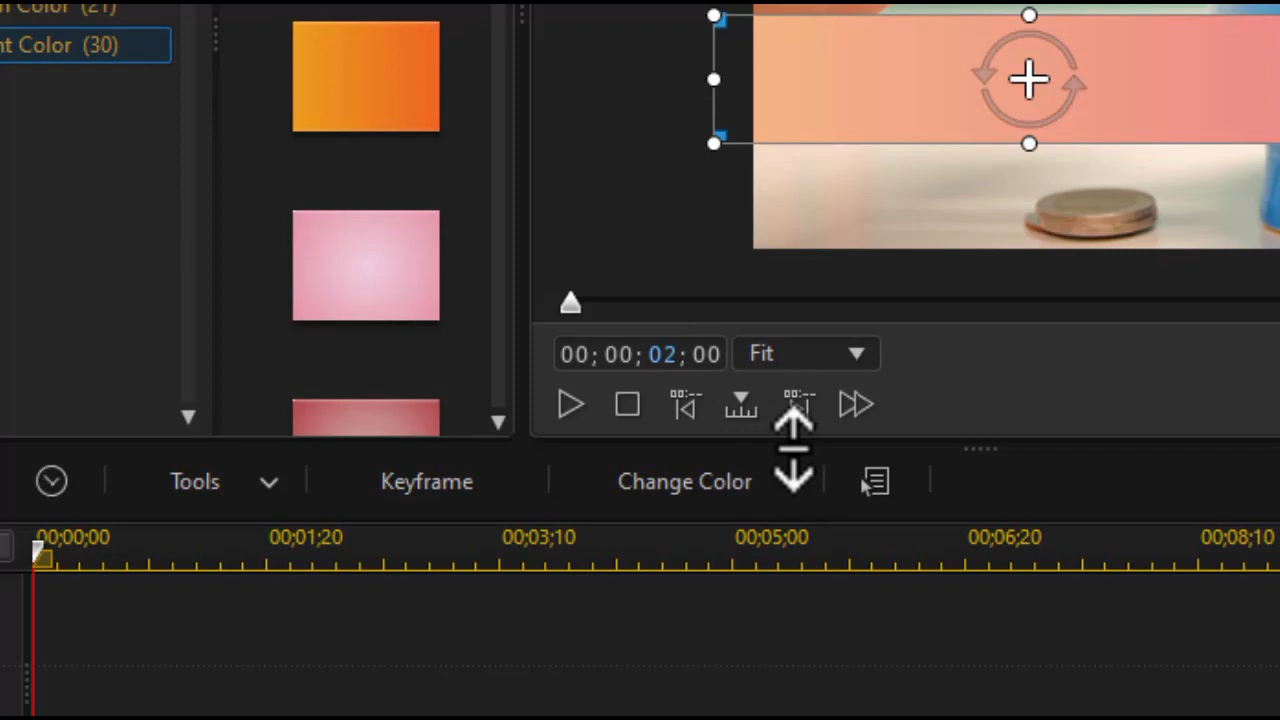 (21)
Color (30)
00; 00; 02; 00
Fit
Tools
Keyframe
Change Color
00;00;00
00;01;20
00;03;10
00;05;00
00;06;20
00;08;10